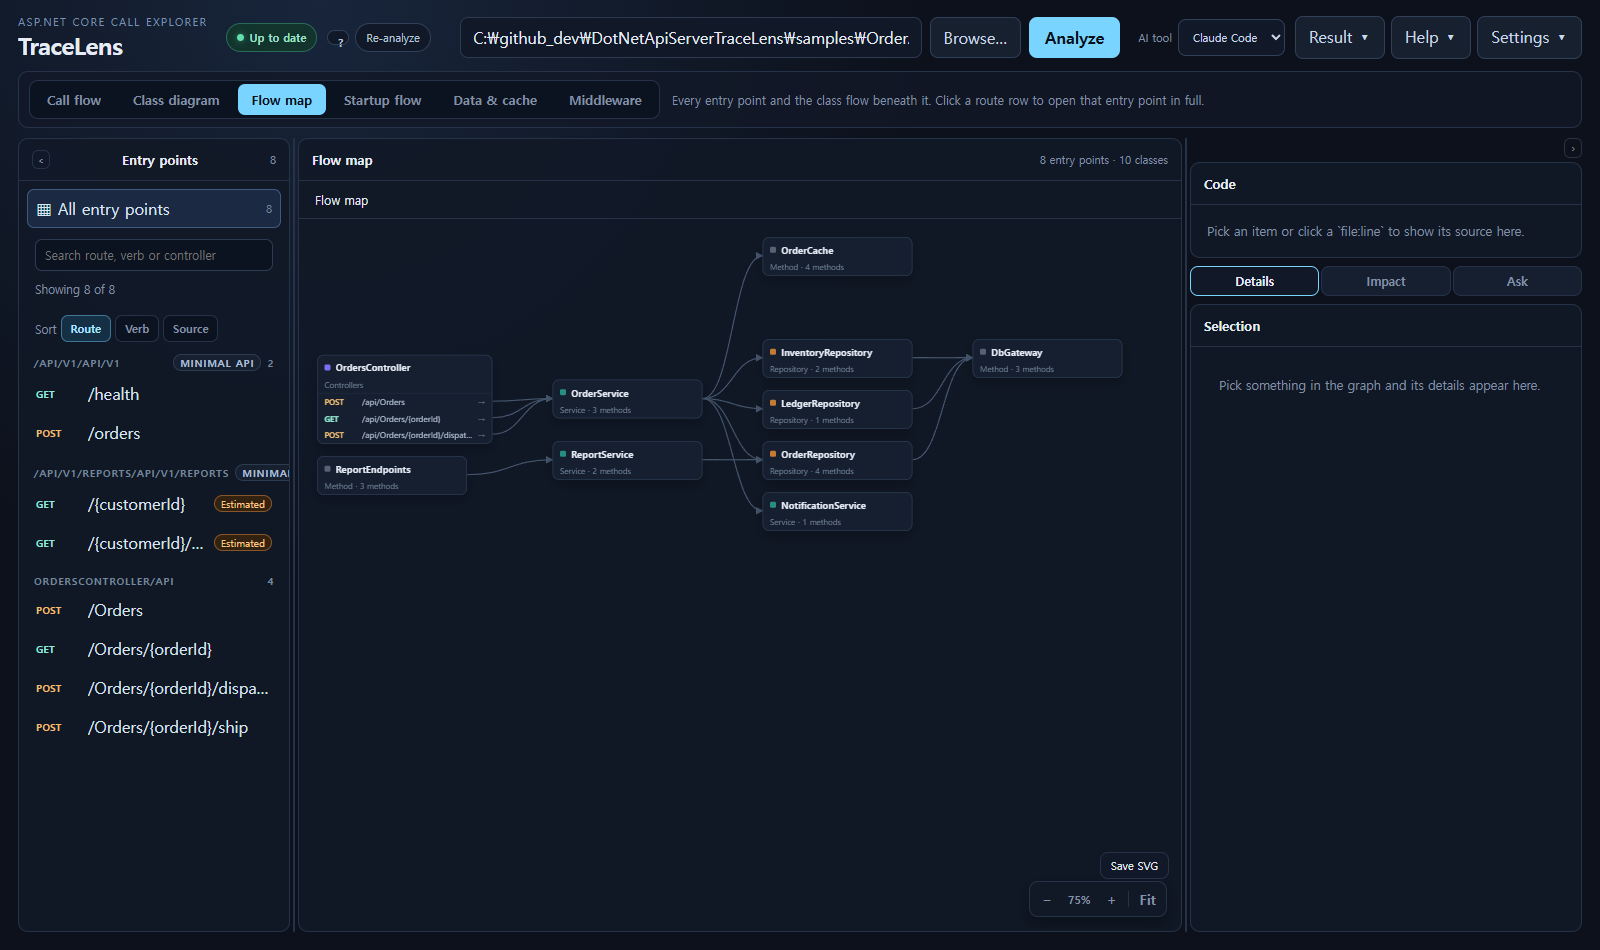 ASP.NET CORE CALL EXPLORER
TraceLens
Up to date
?
Re-analyze
C:₩github_dev₩DotNetApiServerTraceLens₩samples₩Order.
Browse...
Analyze
AI tool
Claude Code
Result ▼
Help ▼
Settings ▼
Call flow
Class diagram
Flow map
Startup flow
Data & cache
Middleware
Every entry point and the class flow beneath it. Click a route row to open that entry point in full.
‹
Entry points
8
▦ All entry points
8
Search route, verb or controller
Showing 8 of 8
Sort
Route
Verb
Source
/API/V1/API/V1
MINIMAL API
2
GET /health
POST /orders
/API/V1/REPORTS/API/V1/REPORTS
MINIMA
GET /{customerId}
Estimated
GET /{customerId}/...
Estimated
ORDERSCONTROLLER/API
4
POST /Orders
GET /Orders/{orderId}
POST /Orders/{orderId}/dispa...
POST /Orders/{orderId}/ship
Flow map
8 entry points · 10 classes
Flow map
OrdersController
Controllers
POST /api/Orders →
GET /api/Orders/{orderId} →
POST /api/Orders/{orderId}/dispat... →
ReportEndpoints
Method · 3 methods
OrderService
Service · 3 methods
ReportService
Service · 2 methods
OrderCache
Method · 4 methods
InventoryRepository
Repository · 2 methods
LedgerRepository
Repository · 1 methods
OrderRepository
Repository · 4 methods
NotificationService
Service · 1 methods
DbGateway
Method · 3 methods
Save SVG
−
75%
+
Fit
›
Code
Pick an item or click a `file:line` to show its source here.
Details
Impact
Ask
Selection
Pick something in the graph and its details appear here.